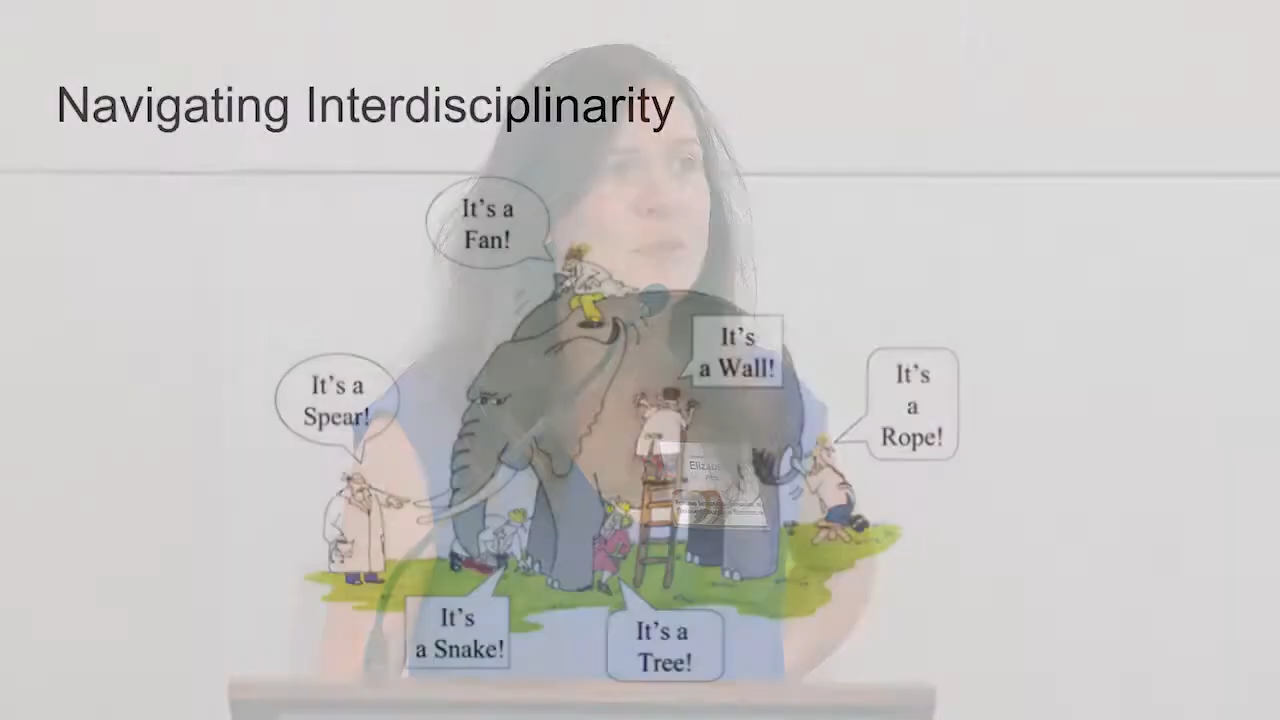 Navigating Interdisciplinarity
It's a
Fan!
It's
a Wall!
It's a
Spear!
It's
a
Rope!
It's
a Snake!
It's a
Tree!